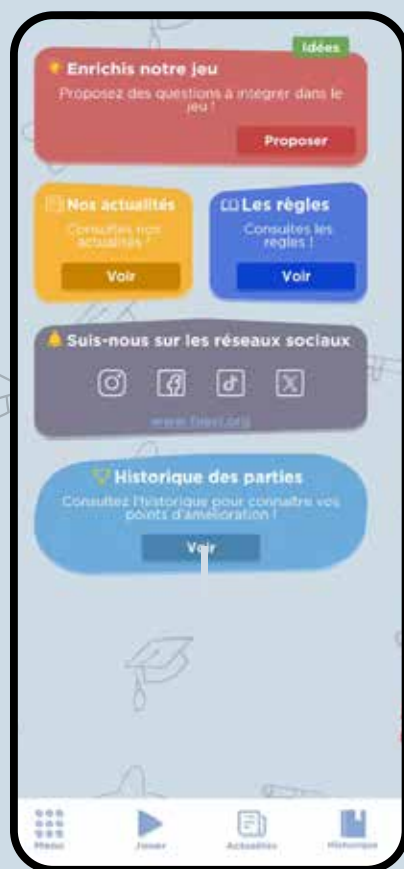 Idées
Enrichis notre jeu
Proposez des questions à intégrer dans le
jeu !
Proposer
Nos actualités
Consultes nos
actualités !
Voir
Les règles
Consultes les
règles !
Voir
Suis-nous sur les réseaux sociaux
Historique des parties
Consultez l'historique pour connaître vos
points d'amélioration !
Voir
Menu
Jouer
Actualités
Historique